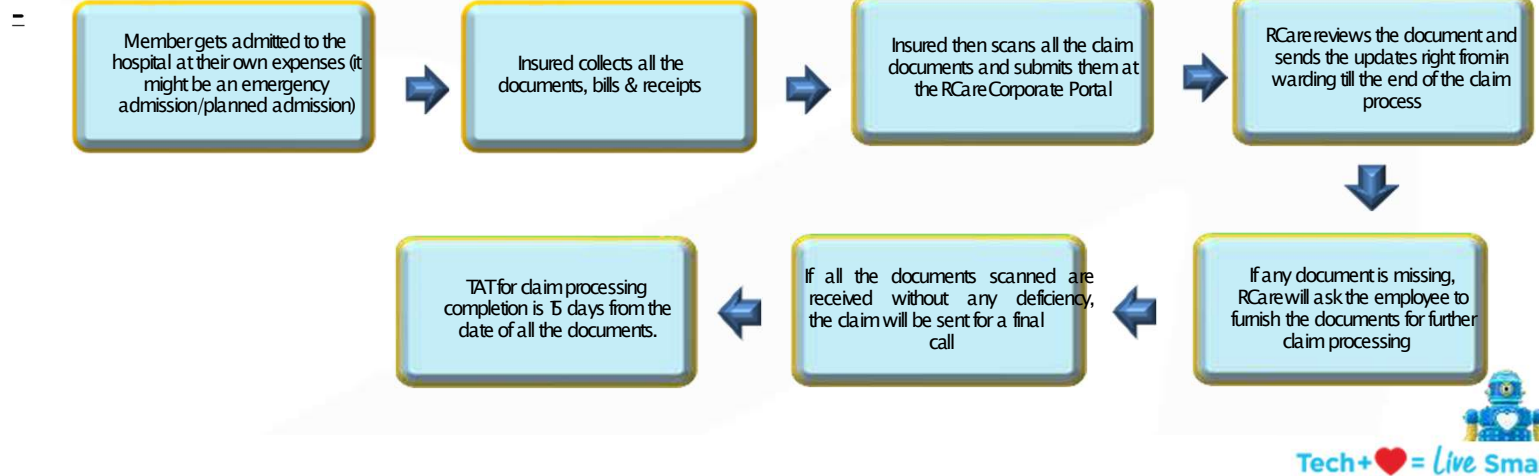 -
Member gets admitted to the
hospital at their own expenses (it
might be an emergency
admission/planned admission)
Insured collects all the
documents, bills & receipts
Insured then scans all the claim
documents and submits them at
the RCare Corporate Portal
RCare reviews the document and
sends the updates right from in-
warding till the end of the claim
process
If any document is missing,
RCare will ask the employee to
furnish the documents for further
claim processing
If all the documents scanned are
received without any deficiency,
the claim will be sent for a final
call
TAT for claim processing
completion is 15 days from the
date of all the documents.
Tech+❤= Live Sma